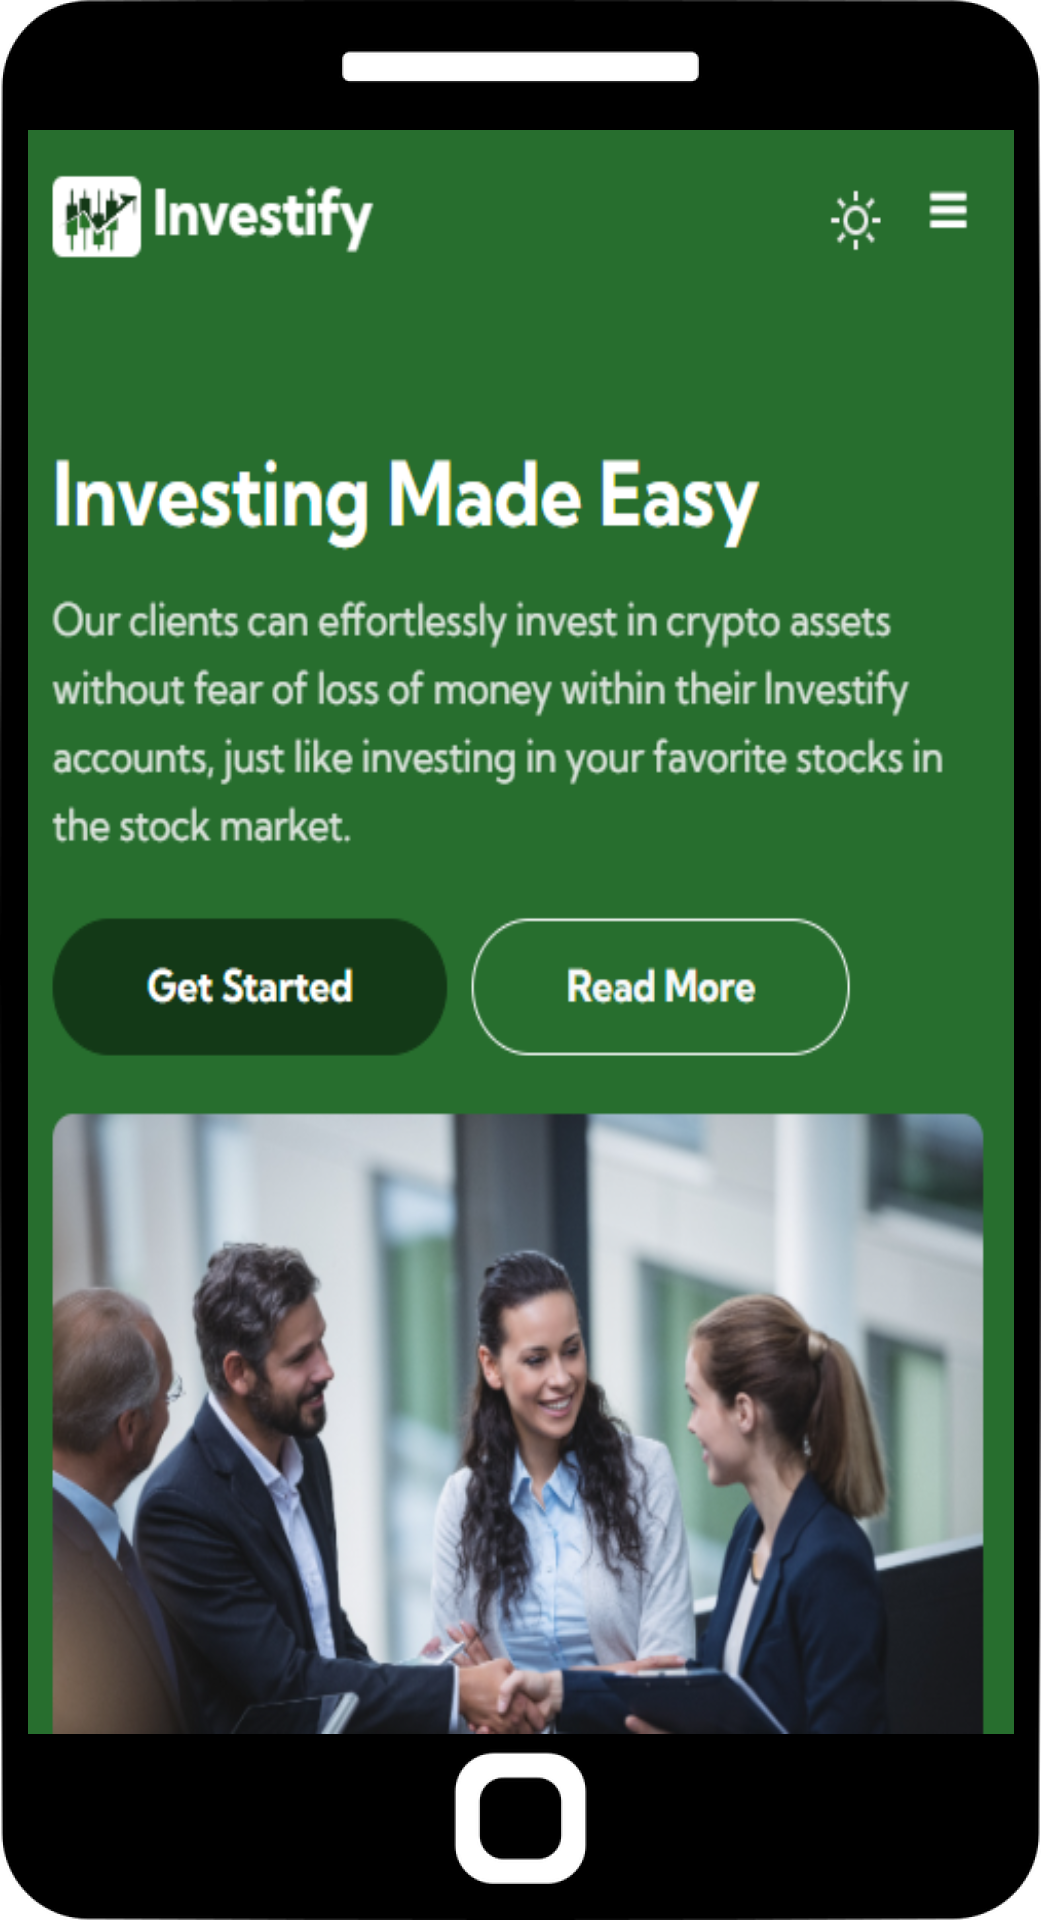 Investify
Investing Made Easy
Our clients can effortlessly invest in crypto assets
without fear of loss of money within their Investify
accounts, just like investing in your favorite stocks in
the stock market.
Get Started
Read More